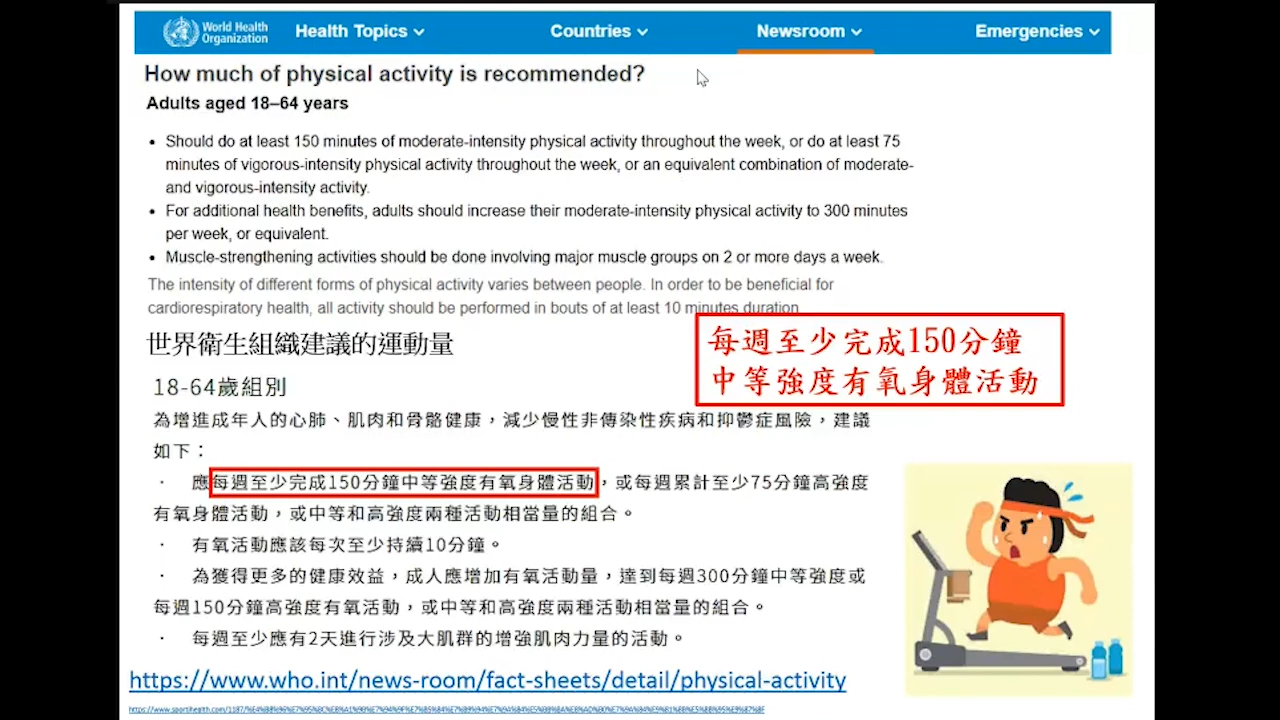 World Health
Organization
Health Topics
Countries
Newsroom
Emergencies
How much of physical activity is recommended?
Adults aged 18–64 years
• Should do at least 150 minutes of moderate-intensity physical activity throughout the week, or do at least 75
minutes of vigorous-intensity physical activity throughout the week, or an equivalent combination of moderate-
and vigorous-intensity activity.
• For additional health benefits, adults should increase their moderate-intensity physical activity to 300 minutes
per week, or equivalent.
• Muscle-strengthening activities should be done involving major muscle groups on 2 or more days a week.
The intensity of different forms of physical activity varies between people. In order to be beneficial for
cardiorespiratory health, all activity should be performed in bouts of at least 10 minutes duration
每週至少完成150分鐘
中等強度有氧身體活動
世界衛生組織建議的運動量
18-64歲組別
為增進成年人的心肺、肌肉和骨骼健康，減少慢性非傳染性疾病和抑鬱症風險，建議
如下：
· 應每週至少完成150分鐘中等強度有氧身體活動，或每週累計至少75分鐘高強度
有氧身體活動，或中等和高強度兩種活動相當量的組合。
· 有氧活動應該每次至少持續10分鐘。
· 為獲得更多的健康效益，成人應增加有氧活動量，達到每週300分鐘中等強度或
每週150分鐘高強度有氧活動，或中等和高強度兩種活動相當量的組合。
· 每週至少應有2天進行涉及大肌群的增強肌肉力量的活動。
https://www.who.int/news-room/fact-sheets/detail/physical-activity